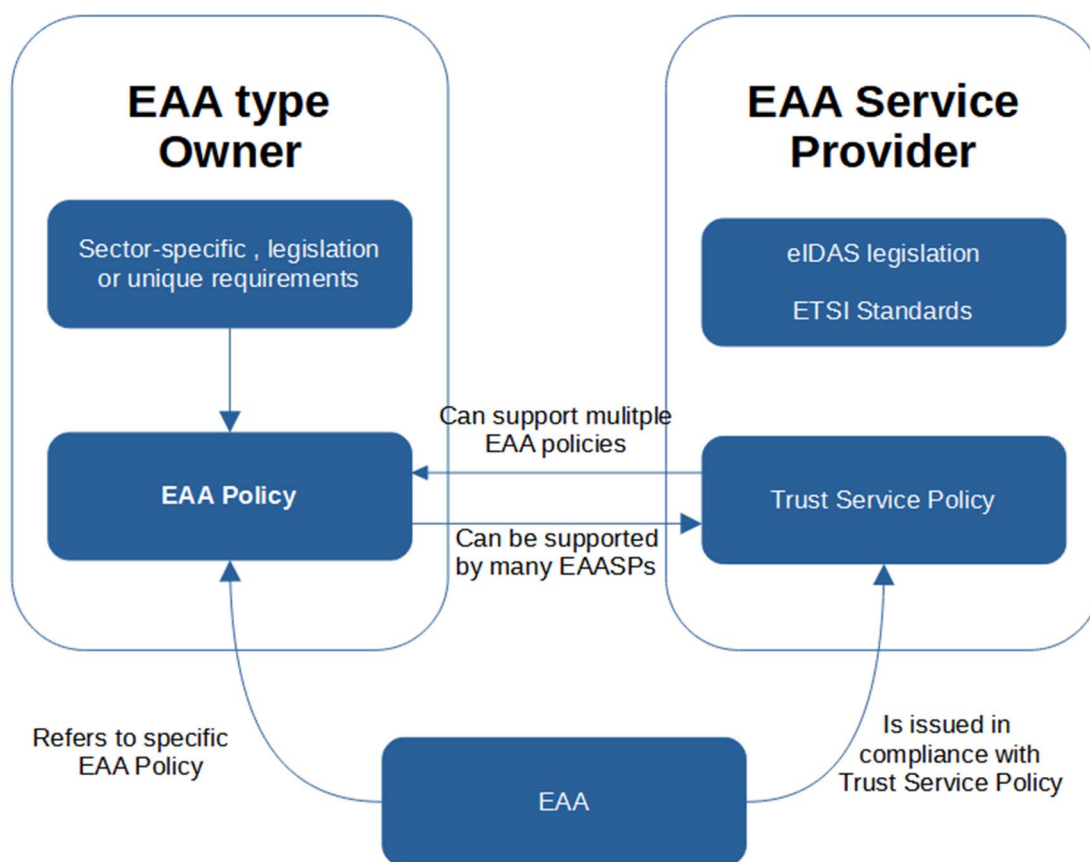 EAA type
Owner
EAA Service
Provider
Sector-specific , legislation
or unique requirements
eIDAS legislation
ETSI Standards
Can support mulitple
EAA policies
EAA Policy
Trust Service Policy
Can be supported
by many EAASPs
Refers to specific
EAA Policy
Is issued in
compliance with
Trust Service Policy
EAA